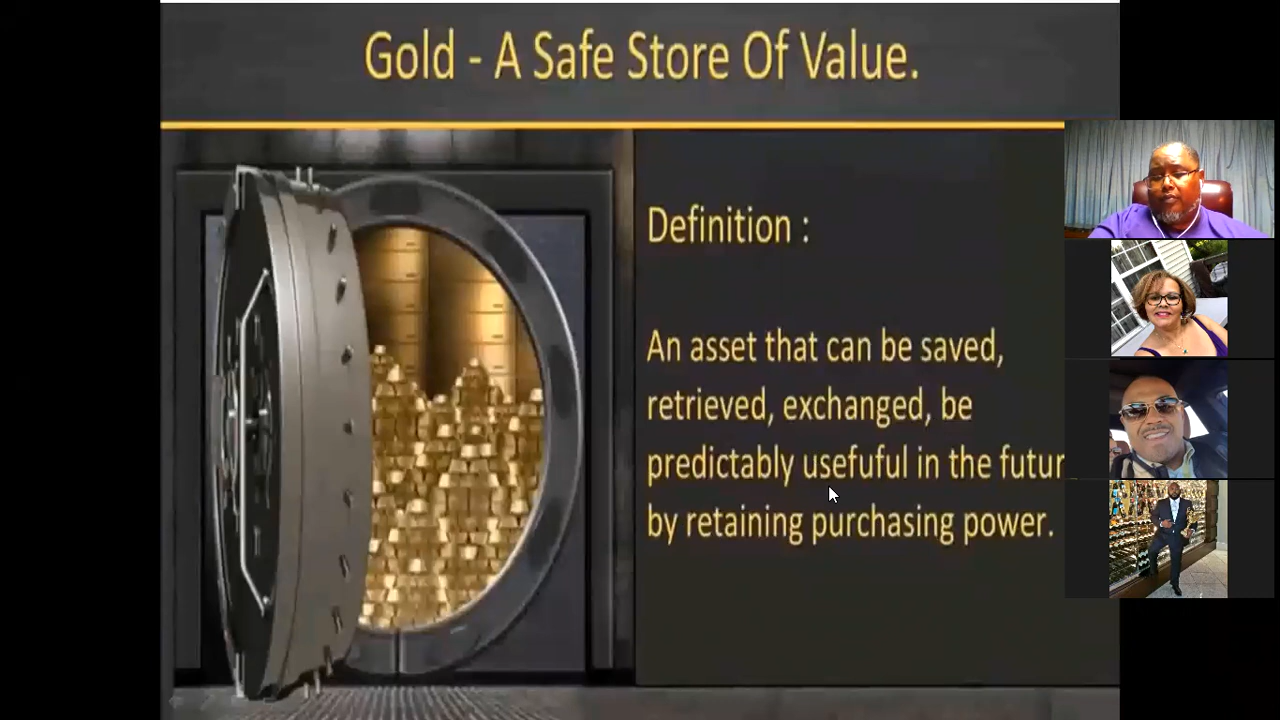 Gold - A Safe Store Of Value.
Definition :
An asset that can be saved,
retrieved, exchanged, be
predictably usefuful in the futur
by retaining purchasing power.